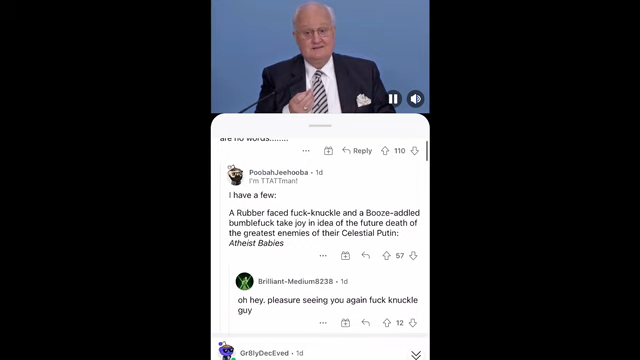 are no words........
Reply 110
PoobahJeehooba • 1d
I'm TTATTman!
I have a few:
A Rubber faced fuck-knuckle and a Booze-addled
bumblefuck take joy in idea of the future death of
the greatest enemies of their Celestial Putin:
Atheist Babies
57
Brilliant-Medium8238 • 1d
oh hey. pleasure seeing you again fuck knuckle
guy
12
Gr8lyDecEved • 1d